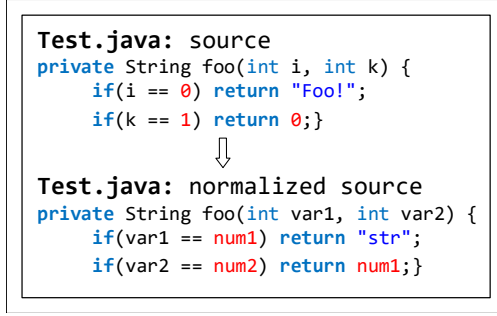 Test.java: source
private String foo(int i, int k) {
if(i == 0) return "Foo!";
if(k == 1) return 0;}
Test.java: normalized source
private String foo(int var1, int var2) {
if(var1 == num1) return "str";
if(var2 == num2) return num1;}